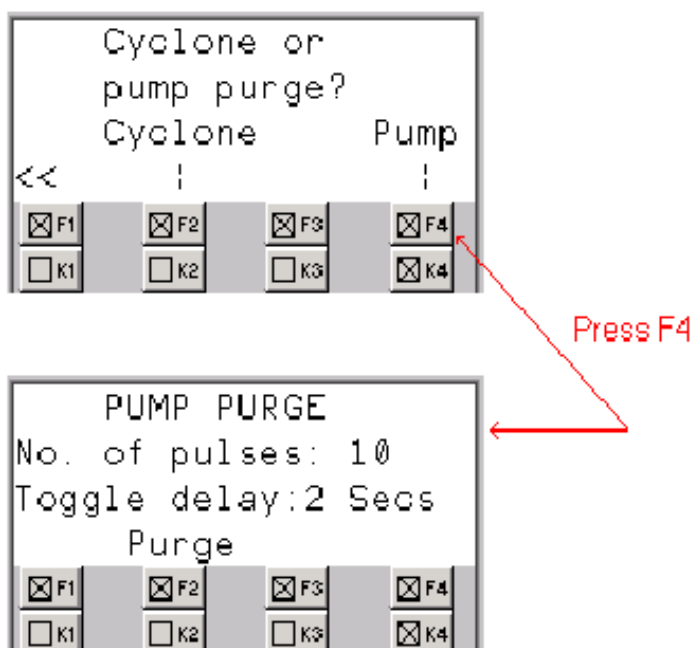 Cyclone or
pump purge?
Cyclone Pump
<< ¦ ¦
F1 F2 F3 F4
K1 K2 K3 K4
Press F4
PUMP PURGE
No. of pulses: 10
Toggle delay:2 Secs
Purge
F1 F2 F3 F4
K1 K2 K3 K4